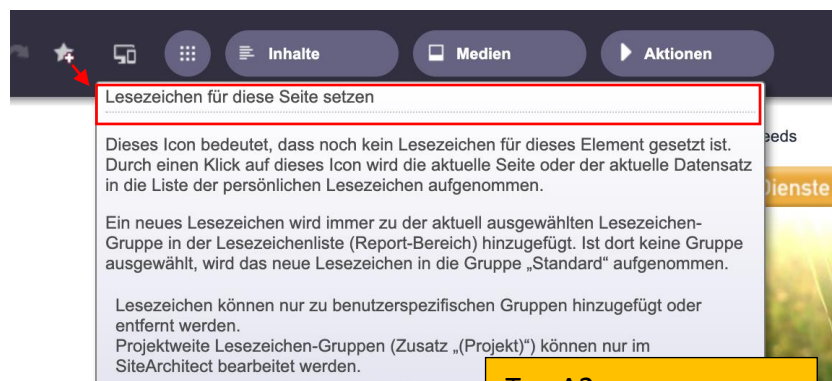 Inhalte
Medien
Aktionen
Lesezeichen für diese Seite setzen
eeds
Dieses Icon bedeutet, dass noch kein Lesezeichen für dieses Element gesetzt ist.
Durch einen Klick auf dieses Icon wird die aktuelle Seite oder der aktuelle Datensatz
in die Liste der persönlichen Lesezeichen aufgenommen.
Dienste
Ein neues Lesezeichen wird immer zu der aktuell ausgewählten Lesezeichen-
Gruppe in der Lesezeichenliste (Report-Bereich) hinzugefügt. Ist dort keine Gruppe
ausgewählt, wird das neue Lesezeichen in die Gruppe „Standard“ aufgenommen.
Lesezeichen können nur zu benutzerspezifischen Gruppen hinzugefügt oder
entfernt werden.
Projektweite Lesezeichen-Gruppen (Zusatz „(Projekt)“) können nur im
SiteArchitect bearbeitet werden.